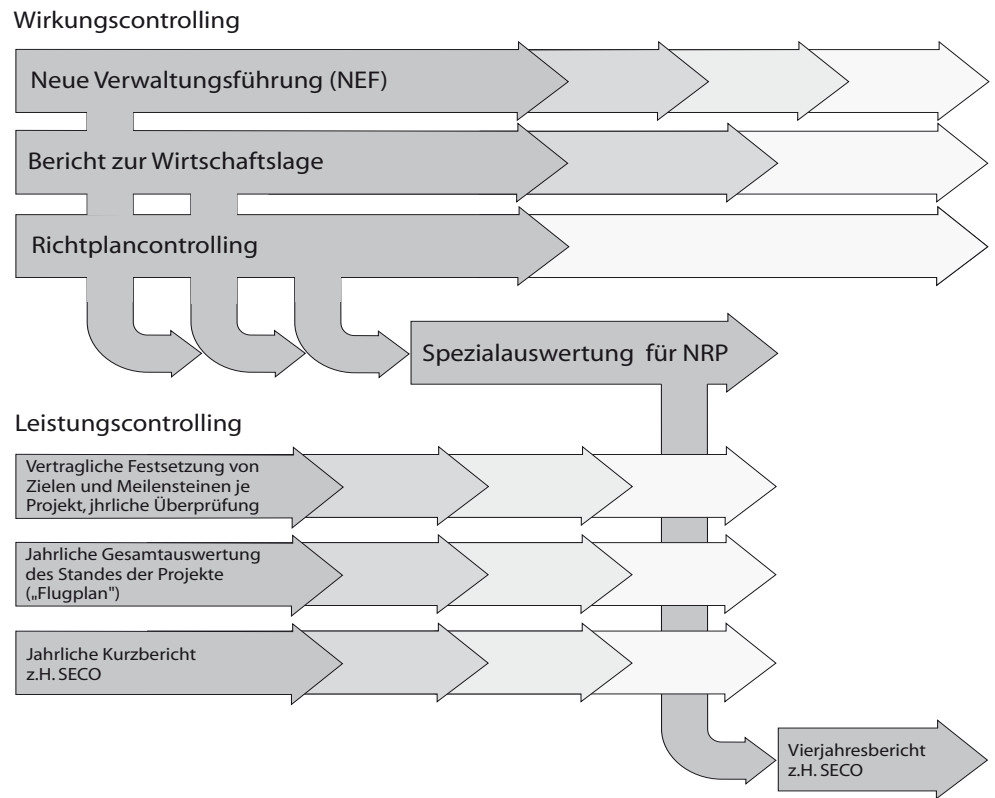 Wirkungscontrolling
Neue Verwaltungsführung (NEF)
Bericht zur Wirtschaftslage
Richtplancontrolling
Spezialauswertung für NRP
Leistungscontrolling
Vertragliche Festsetzung von
Zielen und Meilensteinen je
Projekt, jhrliche Überprüfung
Jahrliche Gesamtauswertung
des Standes der Projekte
(„Flugplan")
Jahrliche Kurzbericht
z.H. SECO
Vierjahresbericht
z.H. SECO